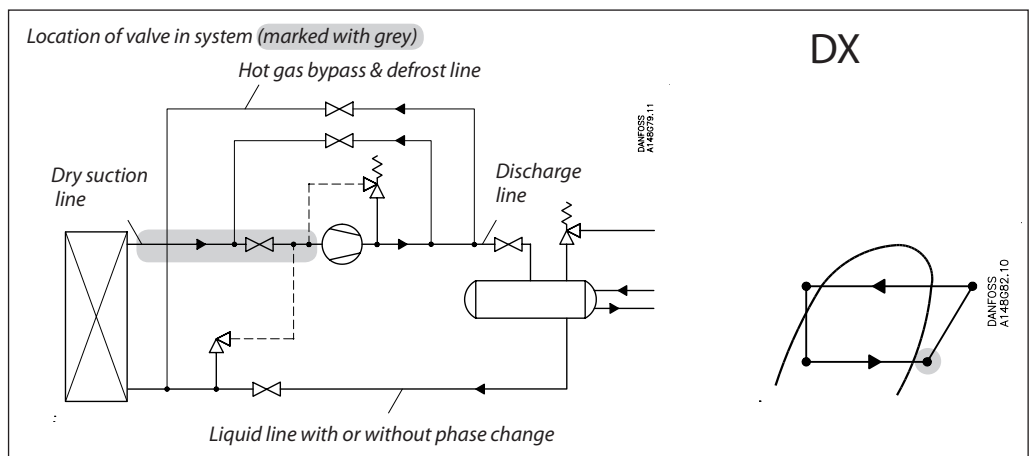 Location of valve in system (marked with grey)
DX
Hot gas bypass & defrost line
DANFOSS
A148G79.11
Dry suction
line
Discharge
line
DANFOSS
A148G82.10
Liquid line with or without phase change